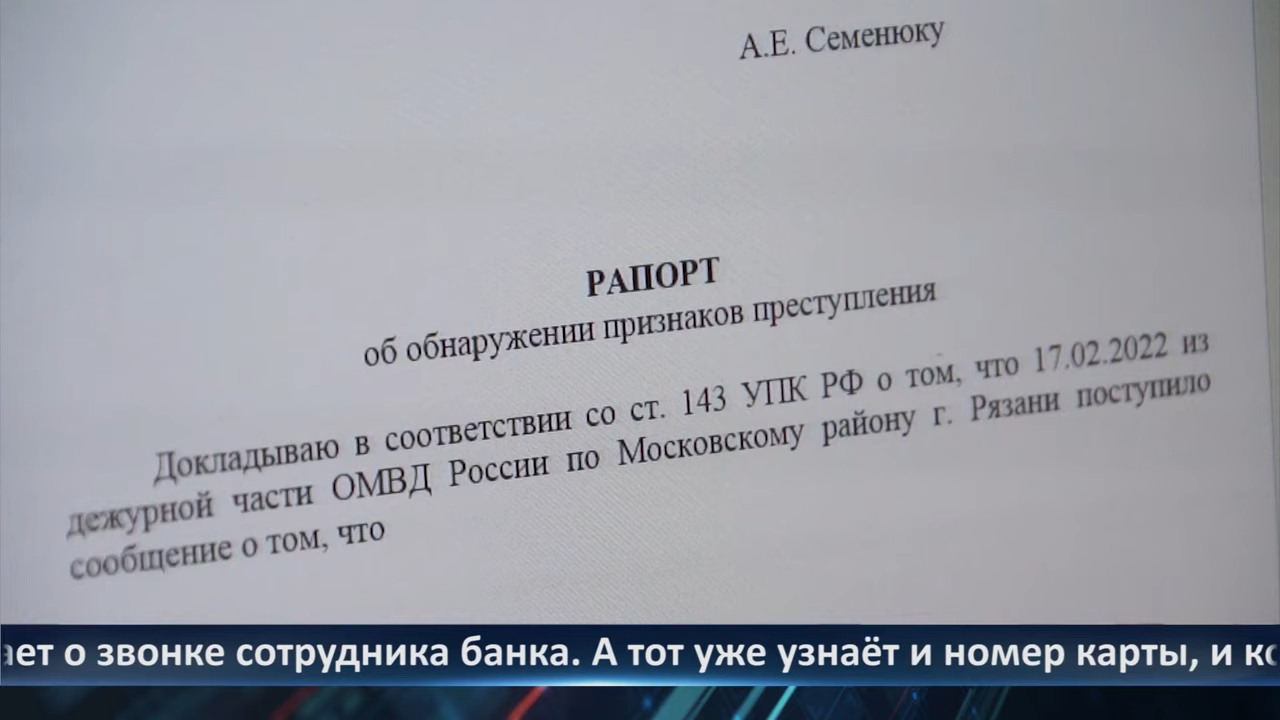 А.Е. Семенюку
РАПОРТ
об обнаружении признаков преступления
Докладываю в соответствии со ст. 143 УПК РФ о том, что 17.02.2022 из
дежурной части ОМВД России по Московскому району г. Рязани поступило
сообщение о том, что
ает о звонке сотрудника банка. А тот уже узнаёт и номер карты, и ко